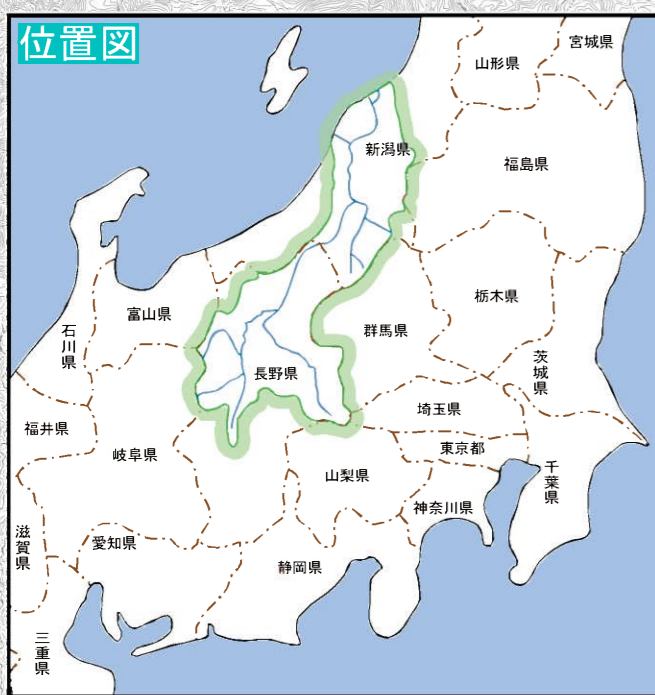 位置図
宮城県
山形県
新潟県
福島県
栃木県
富山県
群馬県
石川県
茨城県
長野県
埼玉県
福井県
岐阜県
東京都
山梨県
千葉県
神奈川県
滋賀県
愛知県
静岡県
三重県